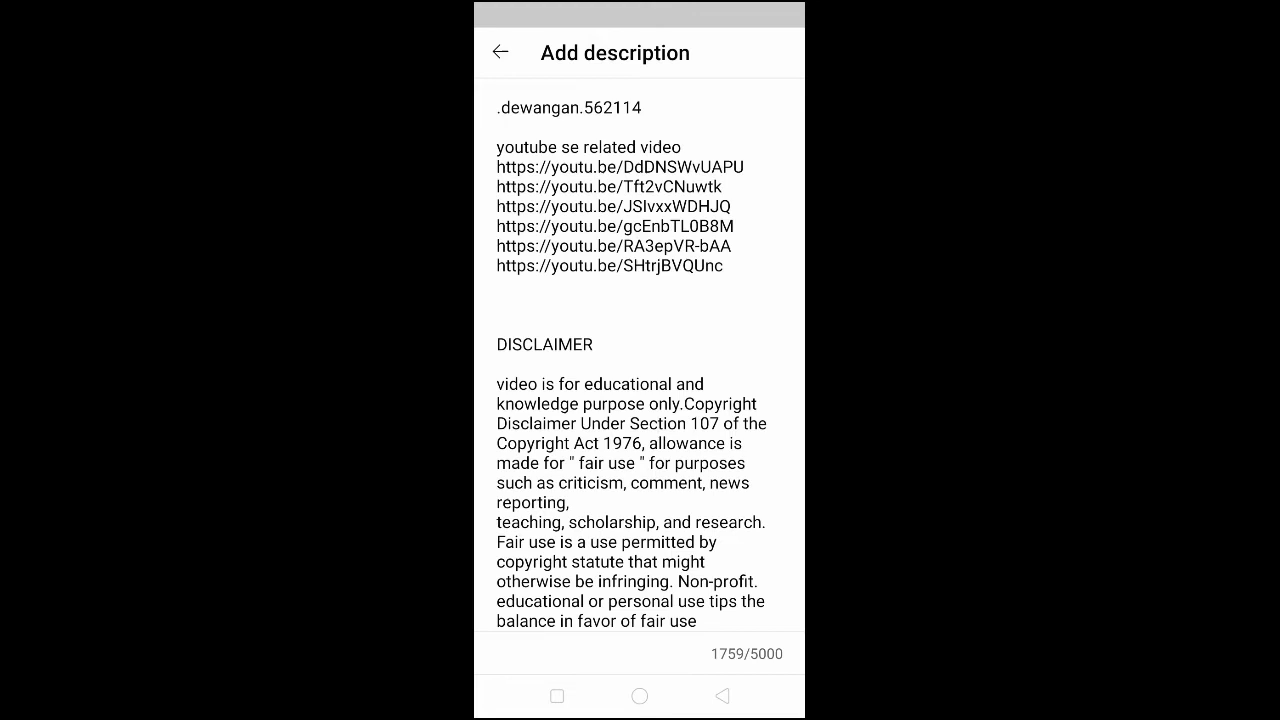 Add description
.dewangan.562114
youtube se related video
https://youtu.be/DdDNSWvUAPU
https://youtu.be/Tft2vCNuwtk
https://youtu.be/JSIvxxWDHJQ
https://youtu.be/gcEnbTL0B8M
https://youtu.be/RA3epVR-bAA
https://youtu.be/SHtrjBVQUnc
DISCLAIMER
video is for educational and
knowledge purpose only.Copyright
Disclaimer Under Section 107 of the
Copyright Act 1976, allowance is
made for " fair use " for purposes
such as criticism, comment, news
reporting,
teaching, scholarship, and research.
Fair use is a use permitted by
copyright statute that might
otherwise be infringing. Non-profit.
educational or personal use tips the
balance in favor of fair use
1759/5000